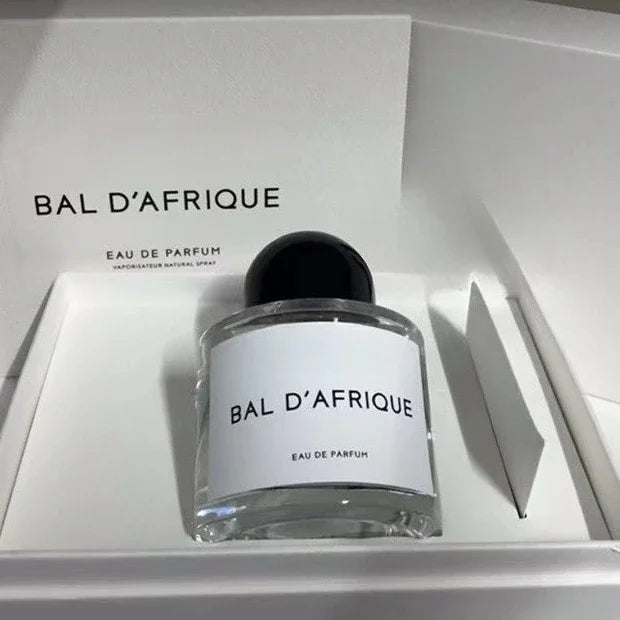 BAL D'AFRIQUE
EAU DE PARFUM
VAPORISATEUR NATURAL SPRAY
BAL D'AFRIQUE
EAU DE PARFUM